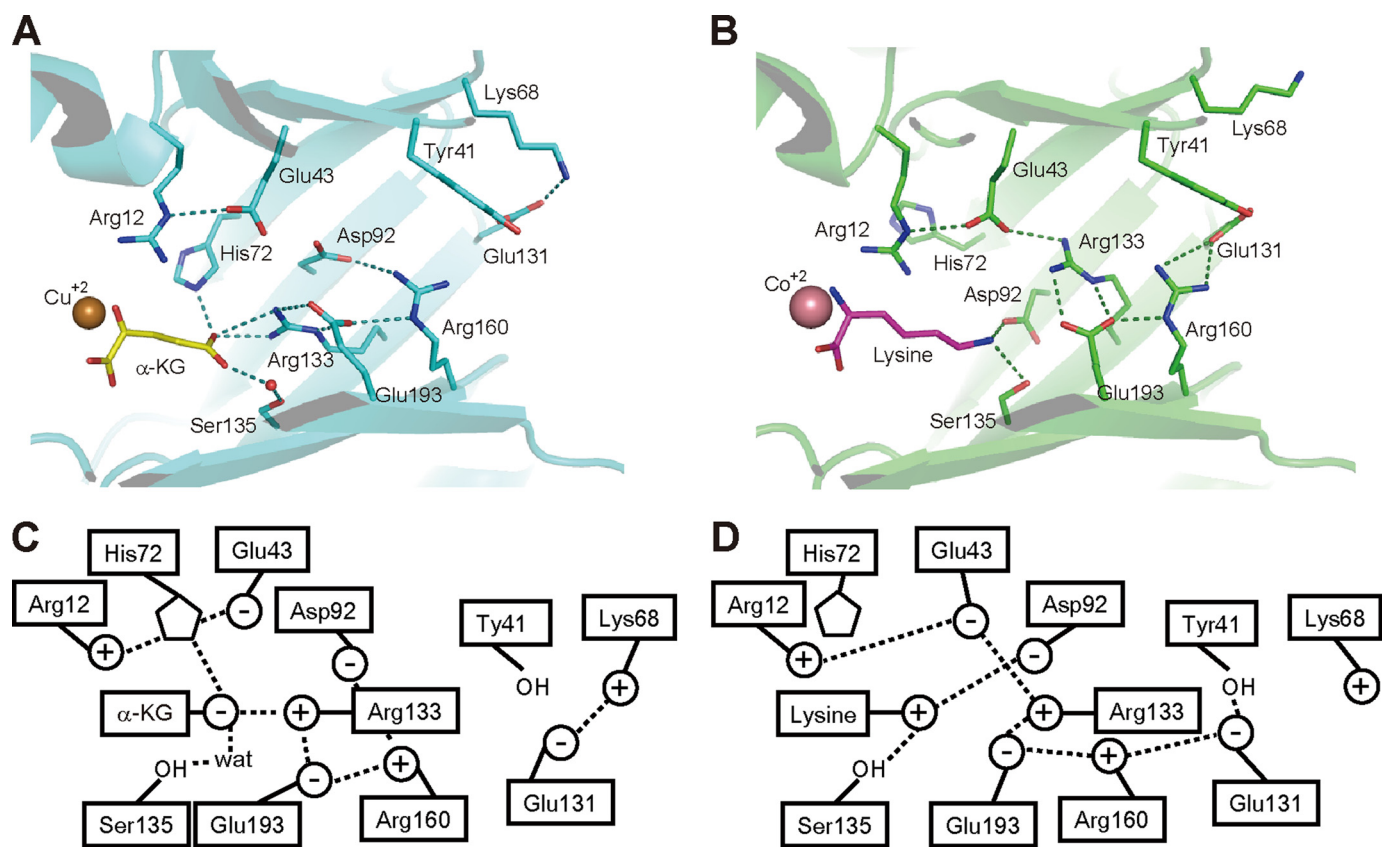 A
Lys68
Tyr41
Glu43
Arg12
His72
Asp92
Glu131
Cu+2
α-KG
Arg133
Arg160
Glu193
Ser135
B
Lys68
Tyr41
Glu43
Arg12
His72
Arg133
Glu131
Co+2
Asp92
Lysine
Arg160
Glu193
Ser135
C
His72
Glu43
Arg12
Asp92
Ty41
Lys68
+
-
-
OH
+
α-KG
-
+
Arg133
-
OH
wat
-
+
Ser135
Glu193
Arg160
Glu131
D
His72
Glu43
Arg12
Asp92
Tyr41
Lys68
+
-
-
OH
+
Lysine
+
+
Arg133
-
OH
-
+
Ser135
Glu193
Arg160
Glu131